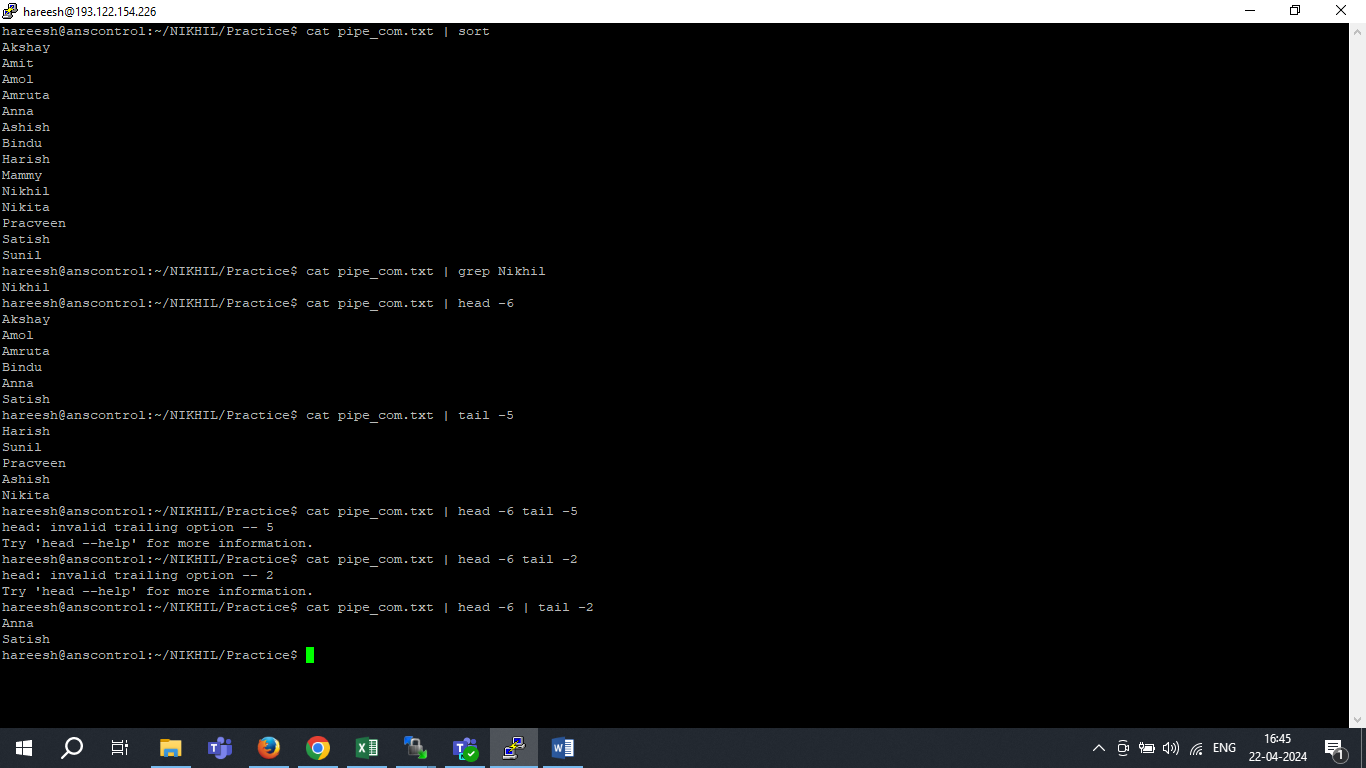 hareesh@193.122.154.226
hareesh@anscontrol:~/NIKHIL/Practice$ cat pipe_com.txt | sort
Akshay
Amit
Amol
Amruta
Anna
Ashish
Bindu
Harish
Mammy
Nikhil
Nikita
Pracveen
Satish
Sunil
hareesh@anscontrol:~/NIKHIL/Practice$ cat pipe_com.txt | grep Nikhil
Nikhil
hareesh@anscontrol:~/NIKHIL/Practice$ cat pipe_com.txt | head -6
Akshay
Amol
Amruta
Bindu
Anna
Satish
hareesh@anscontrol:~/NIKHIL/Practice$ cat pipe_com.txt | tail -5
Harish
Sunil
Pracveen
Ashish
Nikita
hareesh@anscontrol:~/NIKHIL/Practice$ cat pipe_com.txt | head -6 tail -5
head: invalid trailing option -- 5
Try 'head --help' for more information.
hareesh@anscontrol:~/NIKHIL/Practice$ cat pipe_com.txt | head -6 tail -2
head: invalid trailing option -- 2
Try 'head --help' for more information.
hareesh@anscontrol:~/NIKHIL/Practice$ cat pipe_com.txt | head -6 | tail -2
Anna
Satish
hareesh@anscontrol:~/NIKHIL/Practice$
ENG
16:45
22-04-2024
1